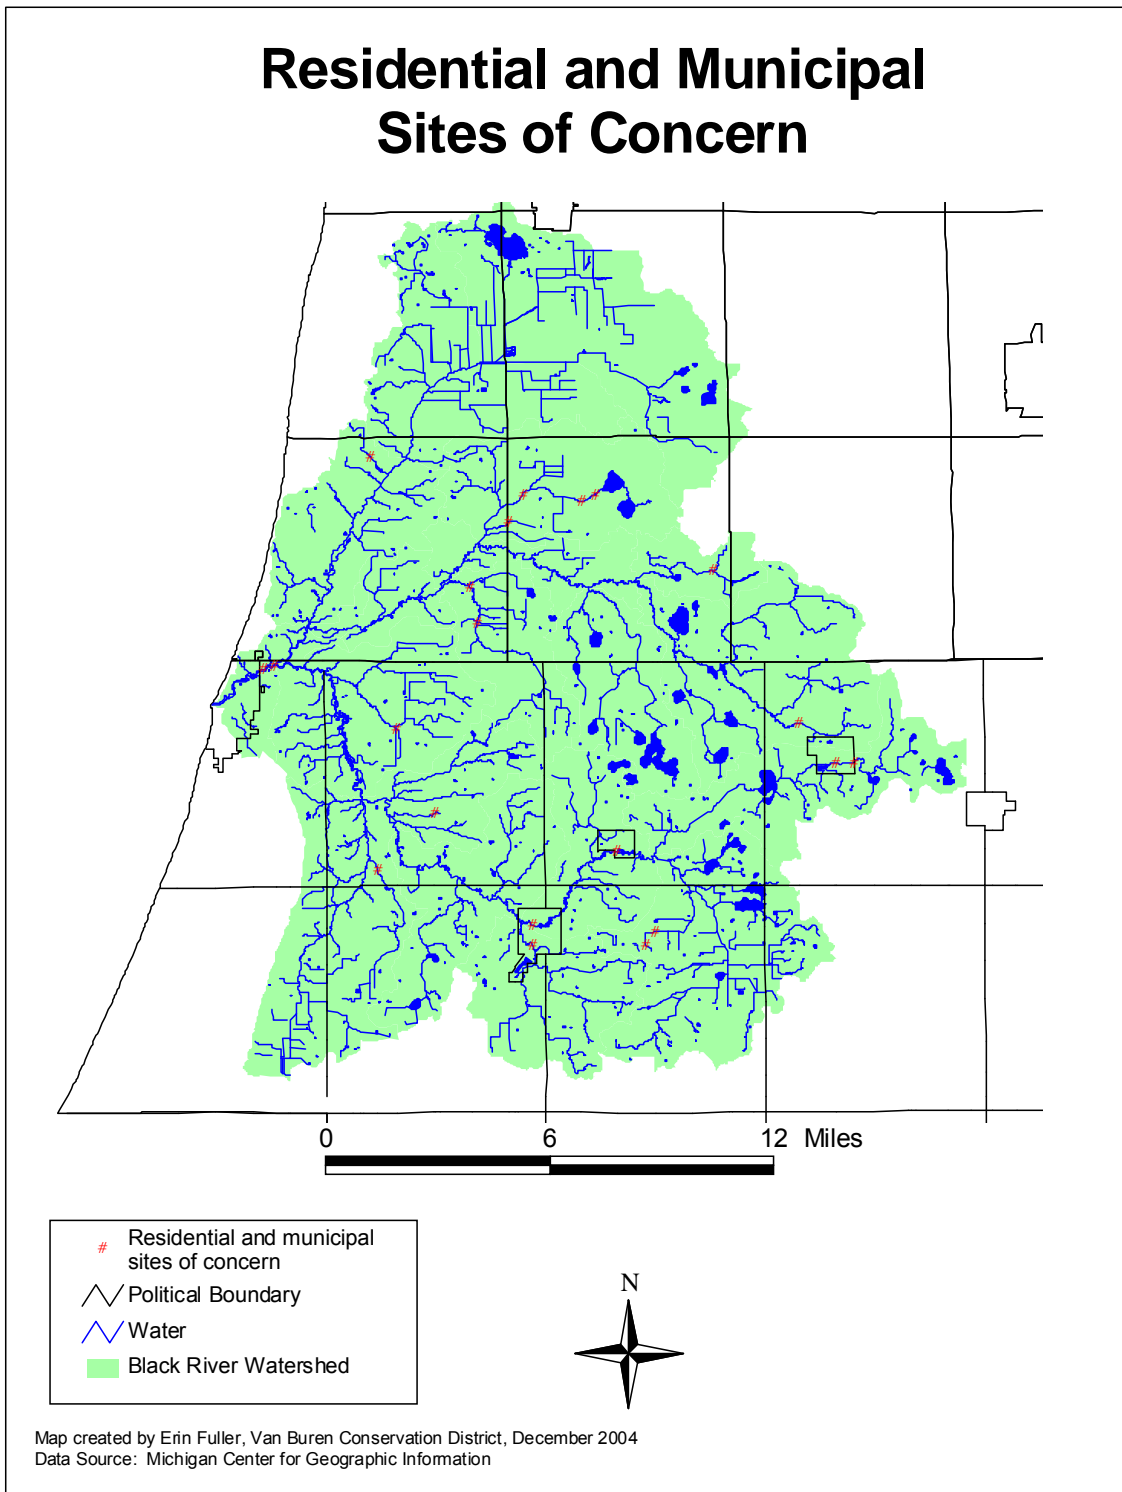 Residential and Municipal
Sites of Concern
0 6 12 Miles
# Residential and municipal
sites of concern
Political Boundary
Water
Black River Watershed
N
Map created by Erin Fuller, Van Buren Conservation District, December 2004
Data Source: Michigan Center for Geographic Information